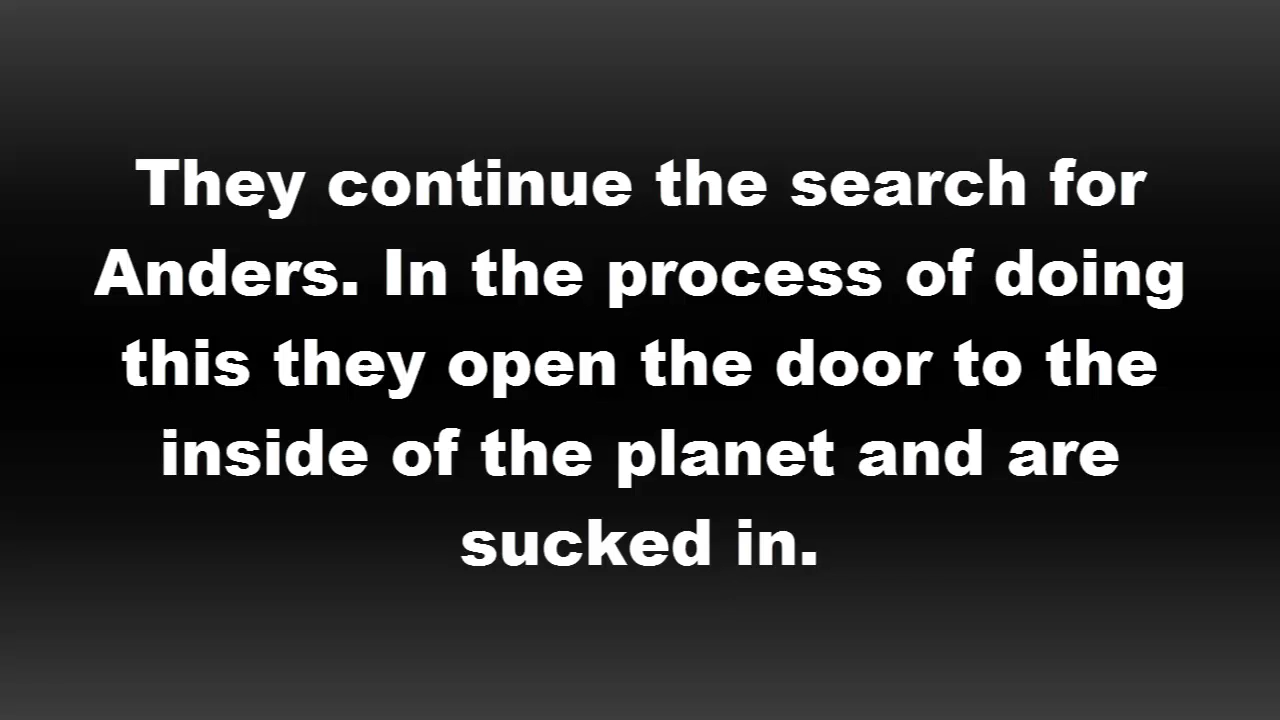 They continue the search for
Anders. In the process of doing
this they open the door to the
inside of the planet and are
sucked in.